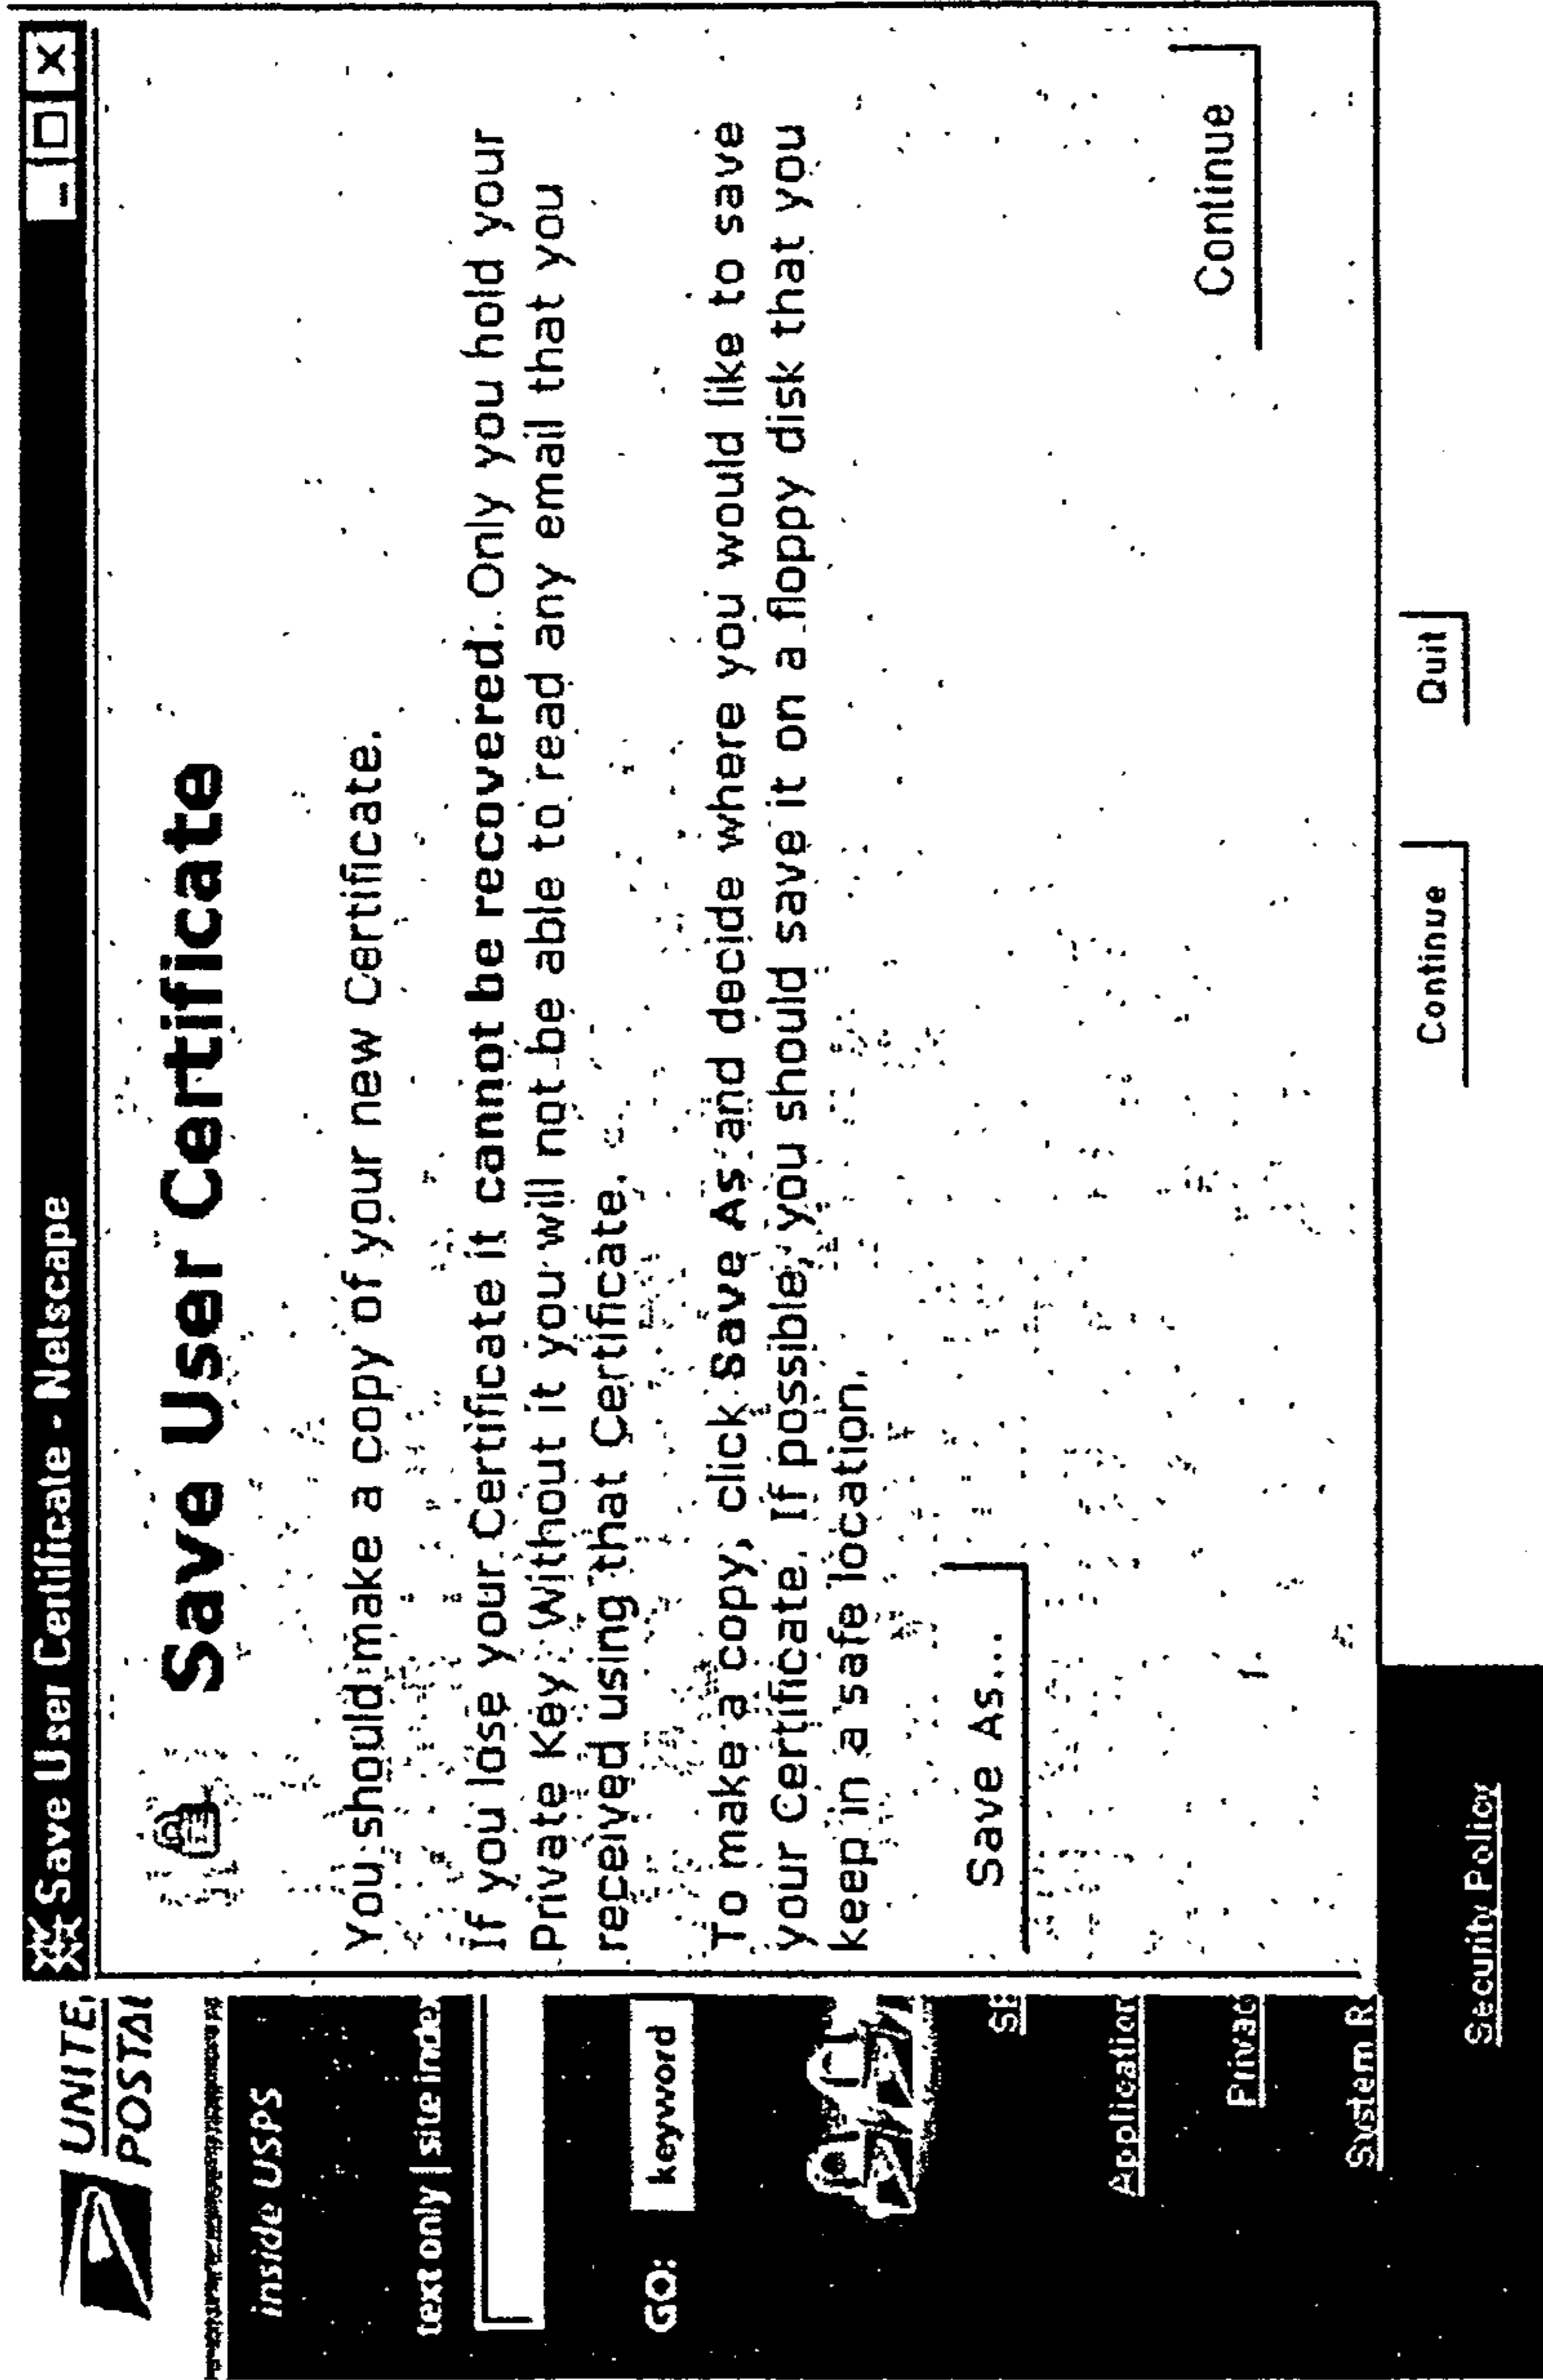 UNITE
POSTAL
inside USPS
text only | site index
GO: keyword
Application
Privac
System R
Security Policy
Save User Certificate - Netscape
Save User Certificate
You should make a copy of your new Certificate.
If you lose your Certificate it cannot be recovered. Only you hold your
Private Key. Without it you will not be able to read any email that you
received using that Certificate.
To make a copy, click Save As and decide where you would like to save
your Certificate. If possible, you should save it on a floppy disk that you
keep in a safe location.
Save As...
Continue
Continue
Quit